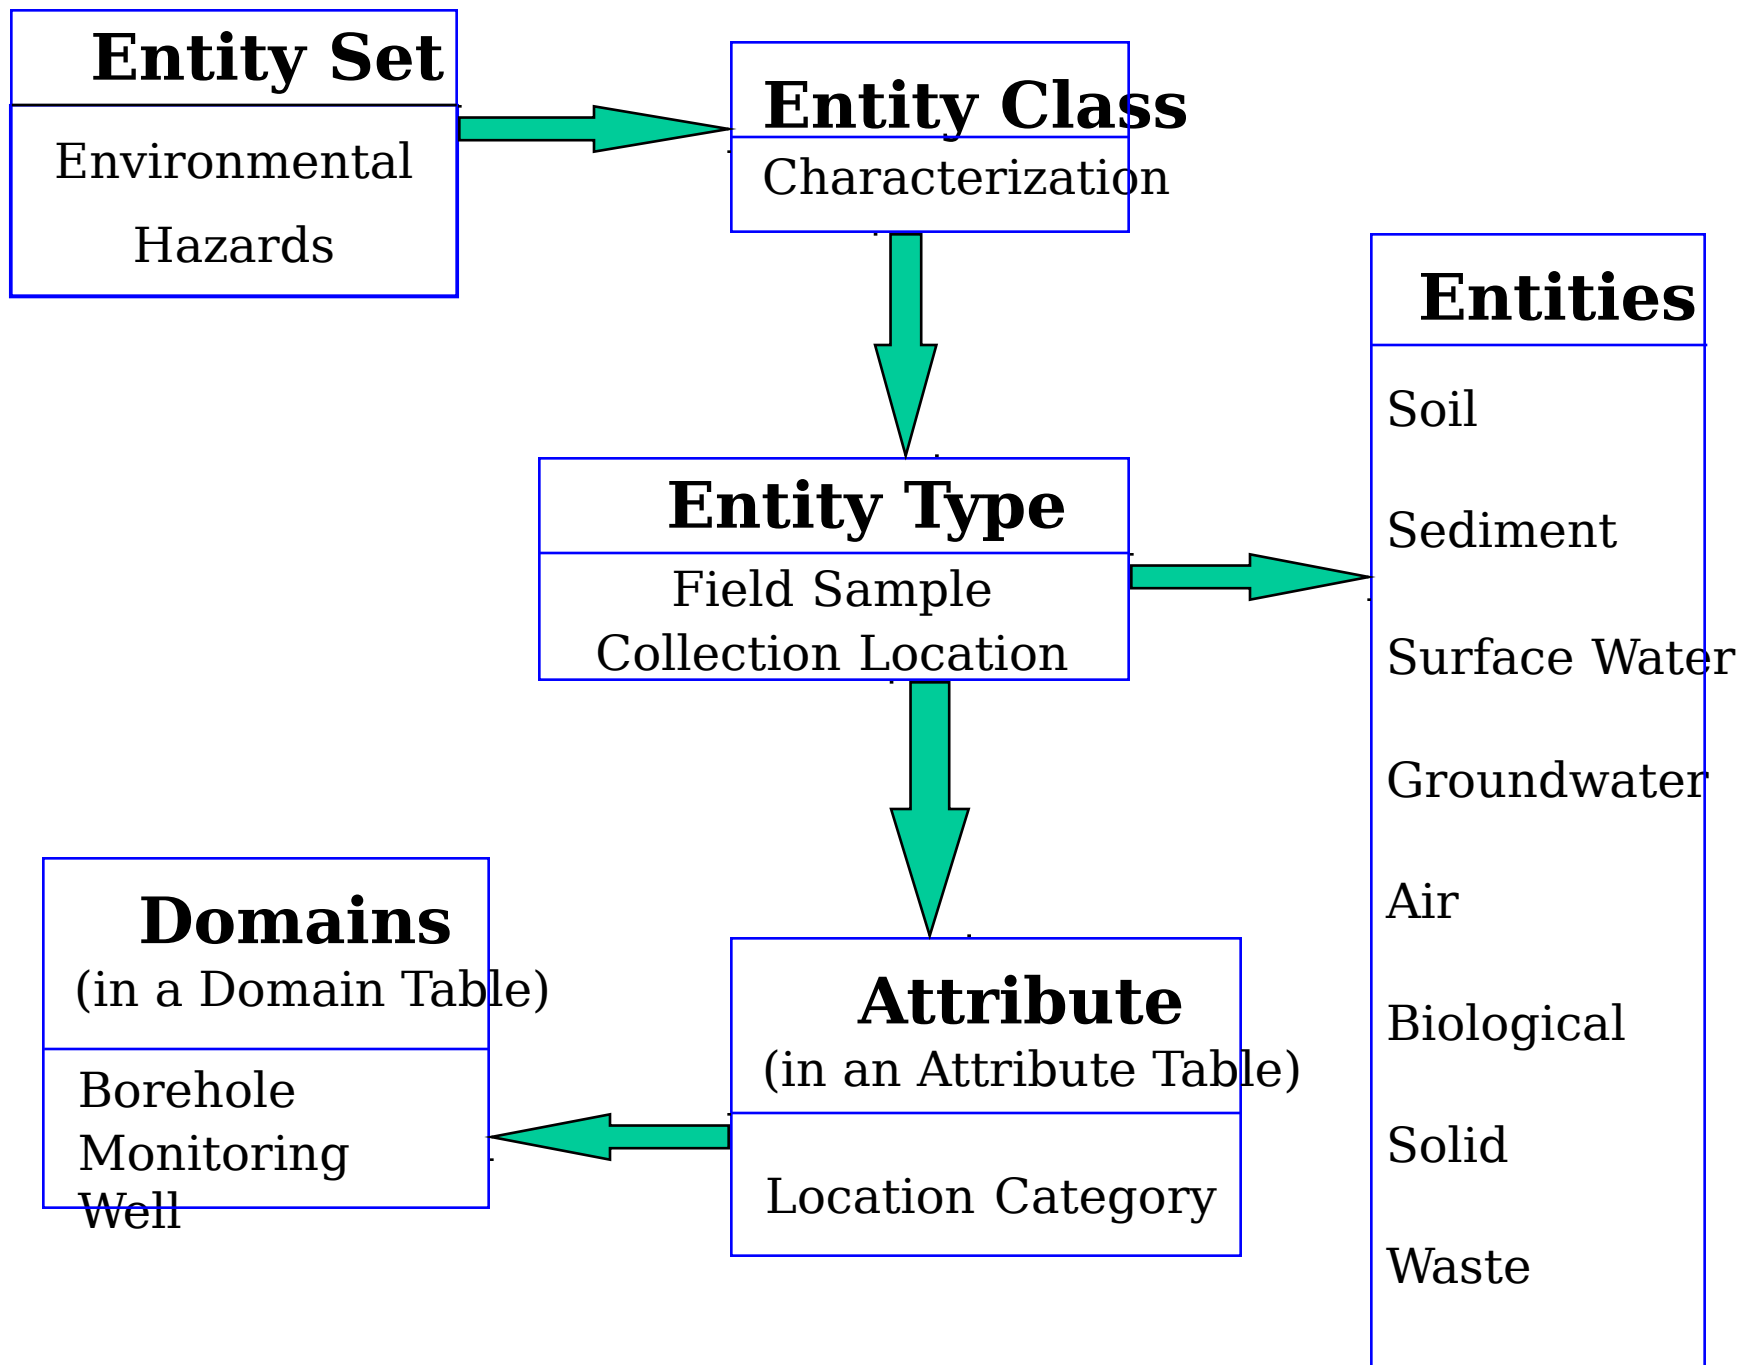 Entity Set
Environmental
Hazards
Entity Class
Characterization
Entity Type
Field Sample
Collection Location
Entities
Soil
Sediment
Surface Water
Groundwater
Air
Biological
Solid
Waste
Domains
(in a Domain Table)
Borehole
Monitoring
Well
Attribute
(in an Attribute Table)
Location Category